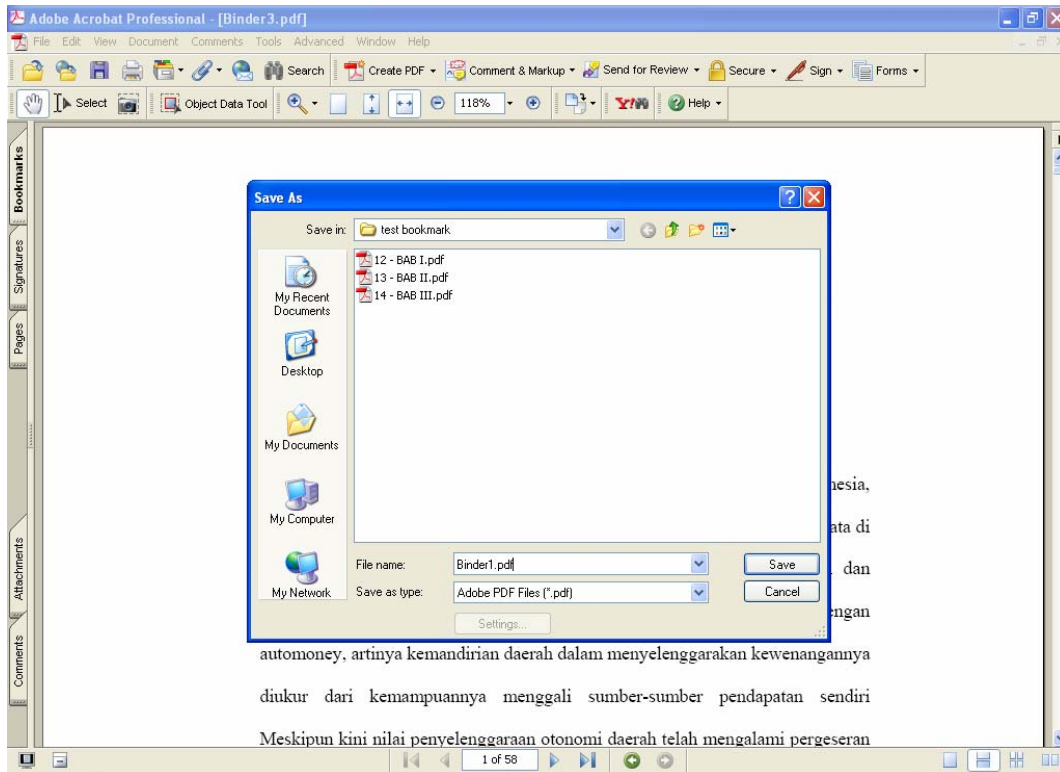 Adobe Acrobat Professional - [Binder3.pdf]
File Edit View Document Comments Tools Advanced Window Help
Search Create PDF Comment & Markup Send for Review Secure Sign Forms
Select Object Data Tool 118% Y! Help
Bookmarks
Signatures
Pages
Attachments
Comments
Save As
Save in: test bookmark
12 - BAB I.pdf
13 - BAB II.pdf
14 - BAB III.pdf
My Recent Documents
Desktop
My Documents
My Computer
My Network
File name: Binder1.pdf Save
Save as type: Adobe PDF Files (*.pdf) Cancel
Settings...
nesia,
ata di
dan
engan
automoney, artinya kemandirian daerah dalam menyelenggarakan kewenangannya
diukur dari kemampuannya menggali sumber-sumber pendapatan sendiri
Meskipun kini nilai penyelenggaraan otonomi daerah telah mengalami pergeseran
1 of 58